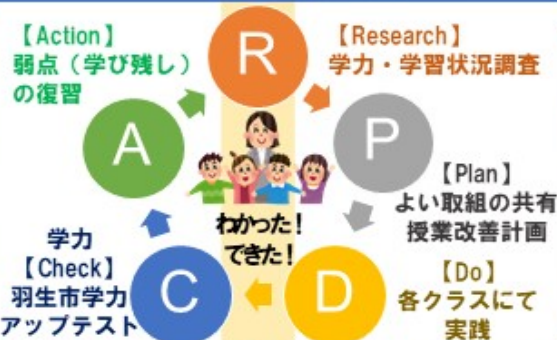 【Action】
弱点（学び残し）
の復習
R
【Research】
学力・学習状況調査
A
P
【Plan】
よい取組の共有
授業改善計画
わかった！
できた！
学力
【Check】
羽生市学力
アップテスト
C
D
【Do】
各クラスにて
実践